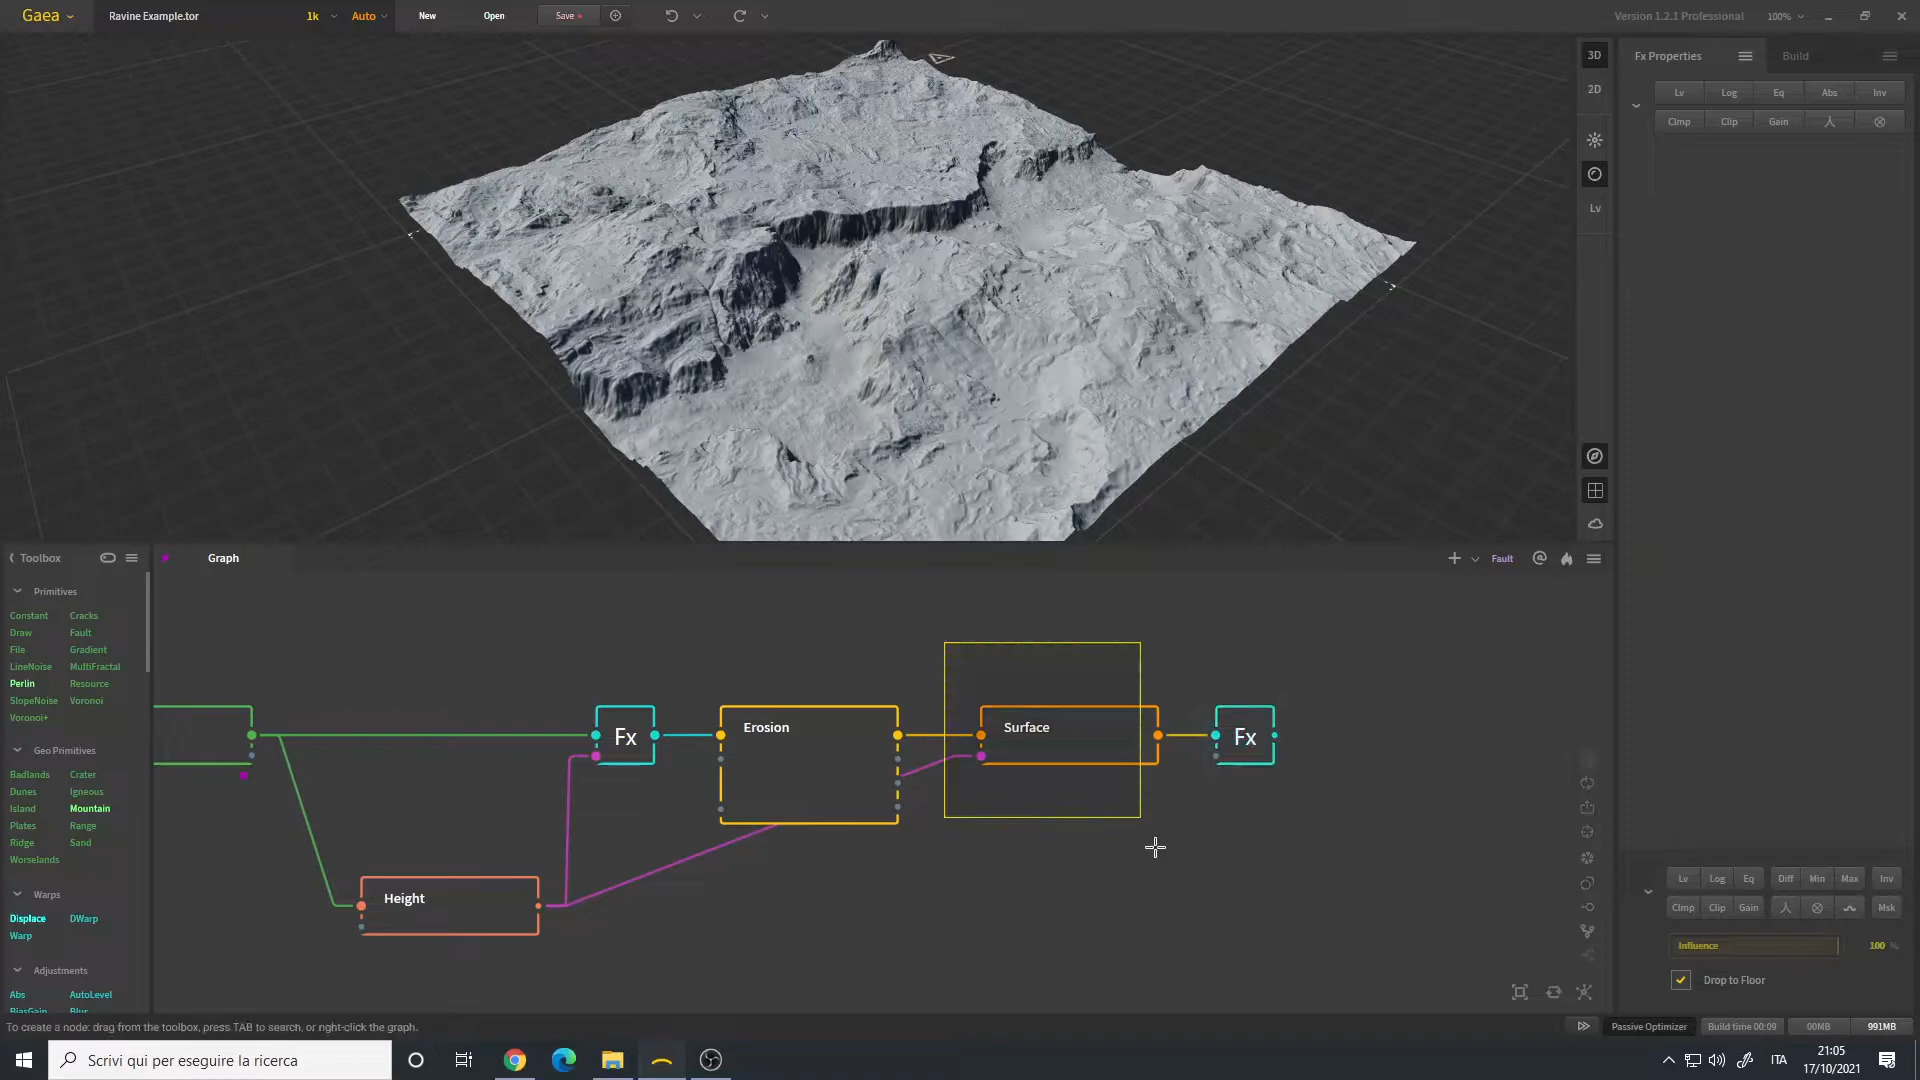 Gaea
Ravine Example.tor
1k
Auto
New
Open
Save
Version 1.2.1 Professional
100%
3D
2D
Lv
Fx Properties
Build
Lv Log Eq Abs Inv
Clmp Clip Gain
Toolbox
Graph
Fault
Primitives
Constant Cracks
Draw Fault
File Gradient
LineNoise MultiFractal
Perlin Resource
SlopeNoise Voronoi
Voronoi+
Geo Primitives
Badlands Crater
Dunes Igneous
Island Mountain
Plates Range
Ridge Sand
Worselands
Warps
Displace DWarp
Warp
Adjustments
Abs AutoLevel
BiasGain Blur
Fx
Erosion
Surface
Fx
Height
Lv Log Eq Diff Min Max Inv
Clmp Clip Gain Msk
Influence 100 %
Drop to Floor
To create a node: drag from the toolbox, press TAB to search, or right-click the graph.
Passive Optimizer
Build time 00:09
00MB
991MB
Scrivi qui per eseguire la ricerca
ITA
21:05
17/10/2021